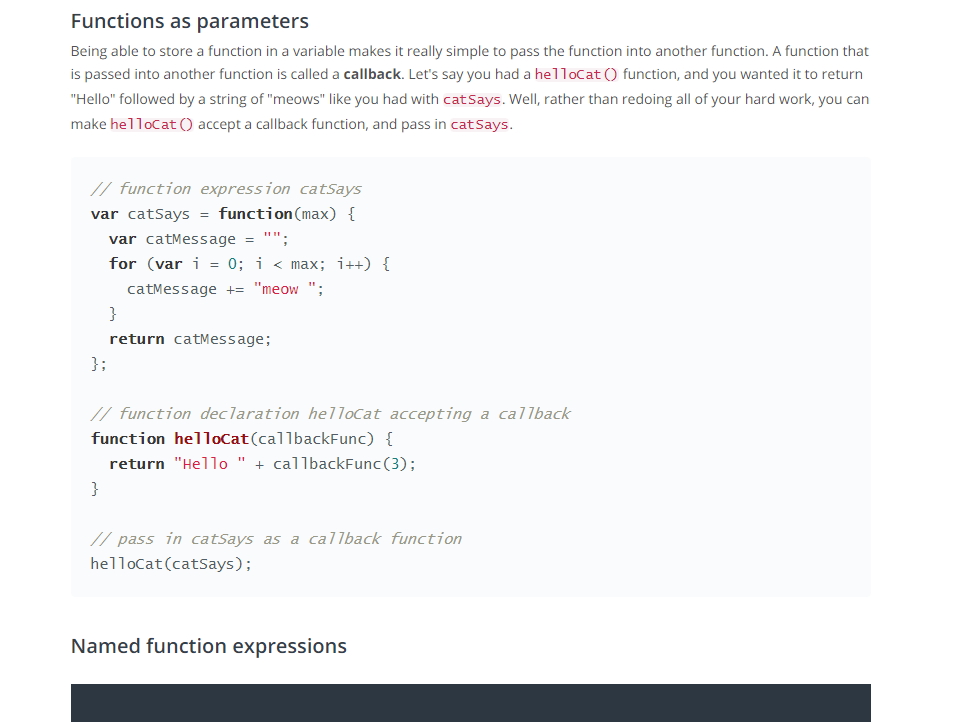 Functions as parameters
Being able to store a function in a variable makes it really simple to pass the function into another function. A function that
is passed into another function is called a callback. Let's say you had a helloCat() function, and you wanted it to return
"Hello" followed by a string of "meows" like you had with catSays. Well, rather than redoing all of your hard work, you can
make helloCat() accept a callback function, and pass in catSays.
// function expression catSays
var catSays = function(max) {
  var catMessage = "";
  for (var i = 0; i < max; i++) {
    catMessage += "meow ";
  }
  return catMessage;
};
// function declaration helloCat accepting a callback
function helloCat(callbackFunc) {
  return "Hello " + callbackFunc(3);
}
// pass in catSays as a callback function
helloCat(catSays);
Named function expressions